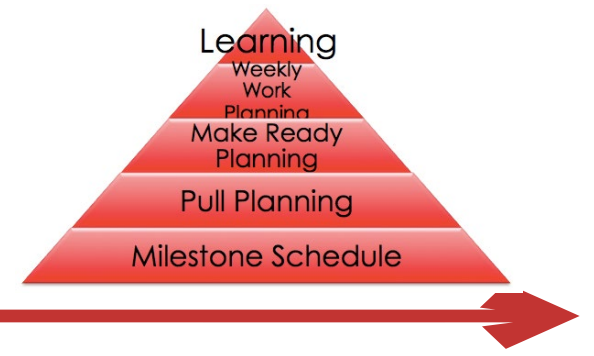 Learning
Weekly
Work
Planning
Make Ready
Planning
Pull Planning
Milestone Schedule